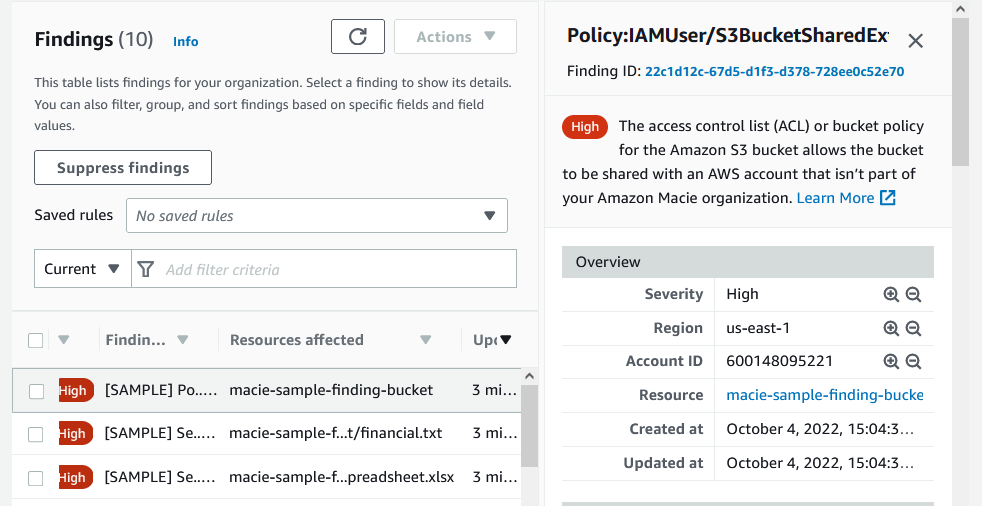 Findings (10) Info
Actions
This table lists findings for your organization. Select a finding to show its details.
You can also filter, group, and sort findings based on specific fields and field
values.
Suppress findings
Saved rules No saved rules
Current Add filter criteria
Findin... Resources affected
High [SAMPLE] Po..... macie-sample-finding-bucket 3 mi...
High [SAMPLE] Se..... macie-sample-f...t/financial.txt 3 mi...
High [SAMPLE] Se..... macie-sample-f...preadsheet.xlsx 3 mi...
Policy:IAMUser/S3BucketSharedEx
Finding ID: 22c1d12c-67d5-d1f3-d378-728ee0c52e70
High The access control list (ACL) or bucket policy
for the Amazon S3 bucket allows the bucket
to be shared with an AWS account that isn't part of
your Amazon Macie organization. Learn More
Overview
Severity High
Region us-east-1
Account ID 600148095221
Resource macie-sample-finding-bucke
Created at October 4, 2022, 15:04:3...
Updated at October 4, 2022, 15:04:3...